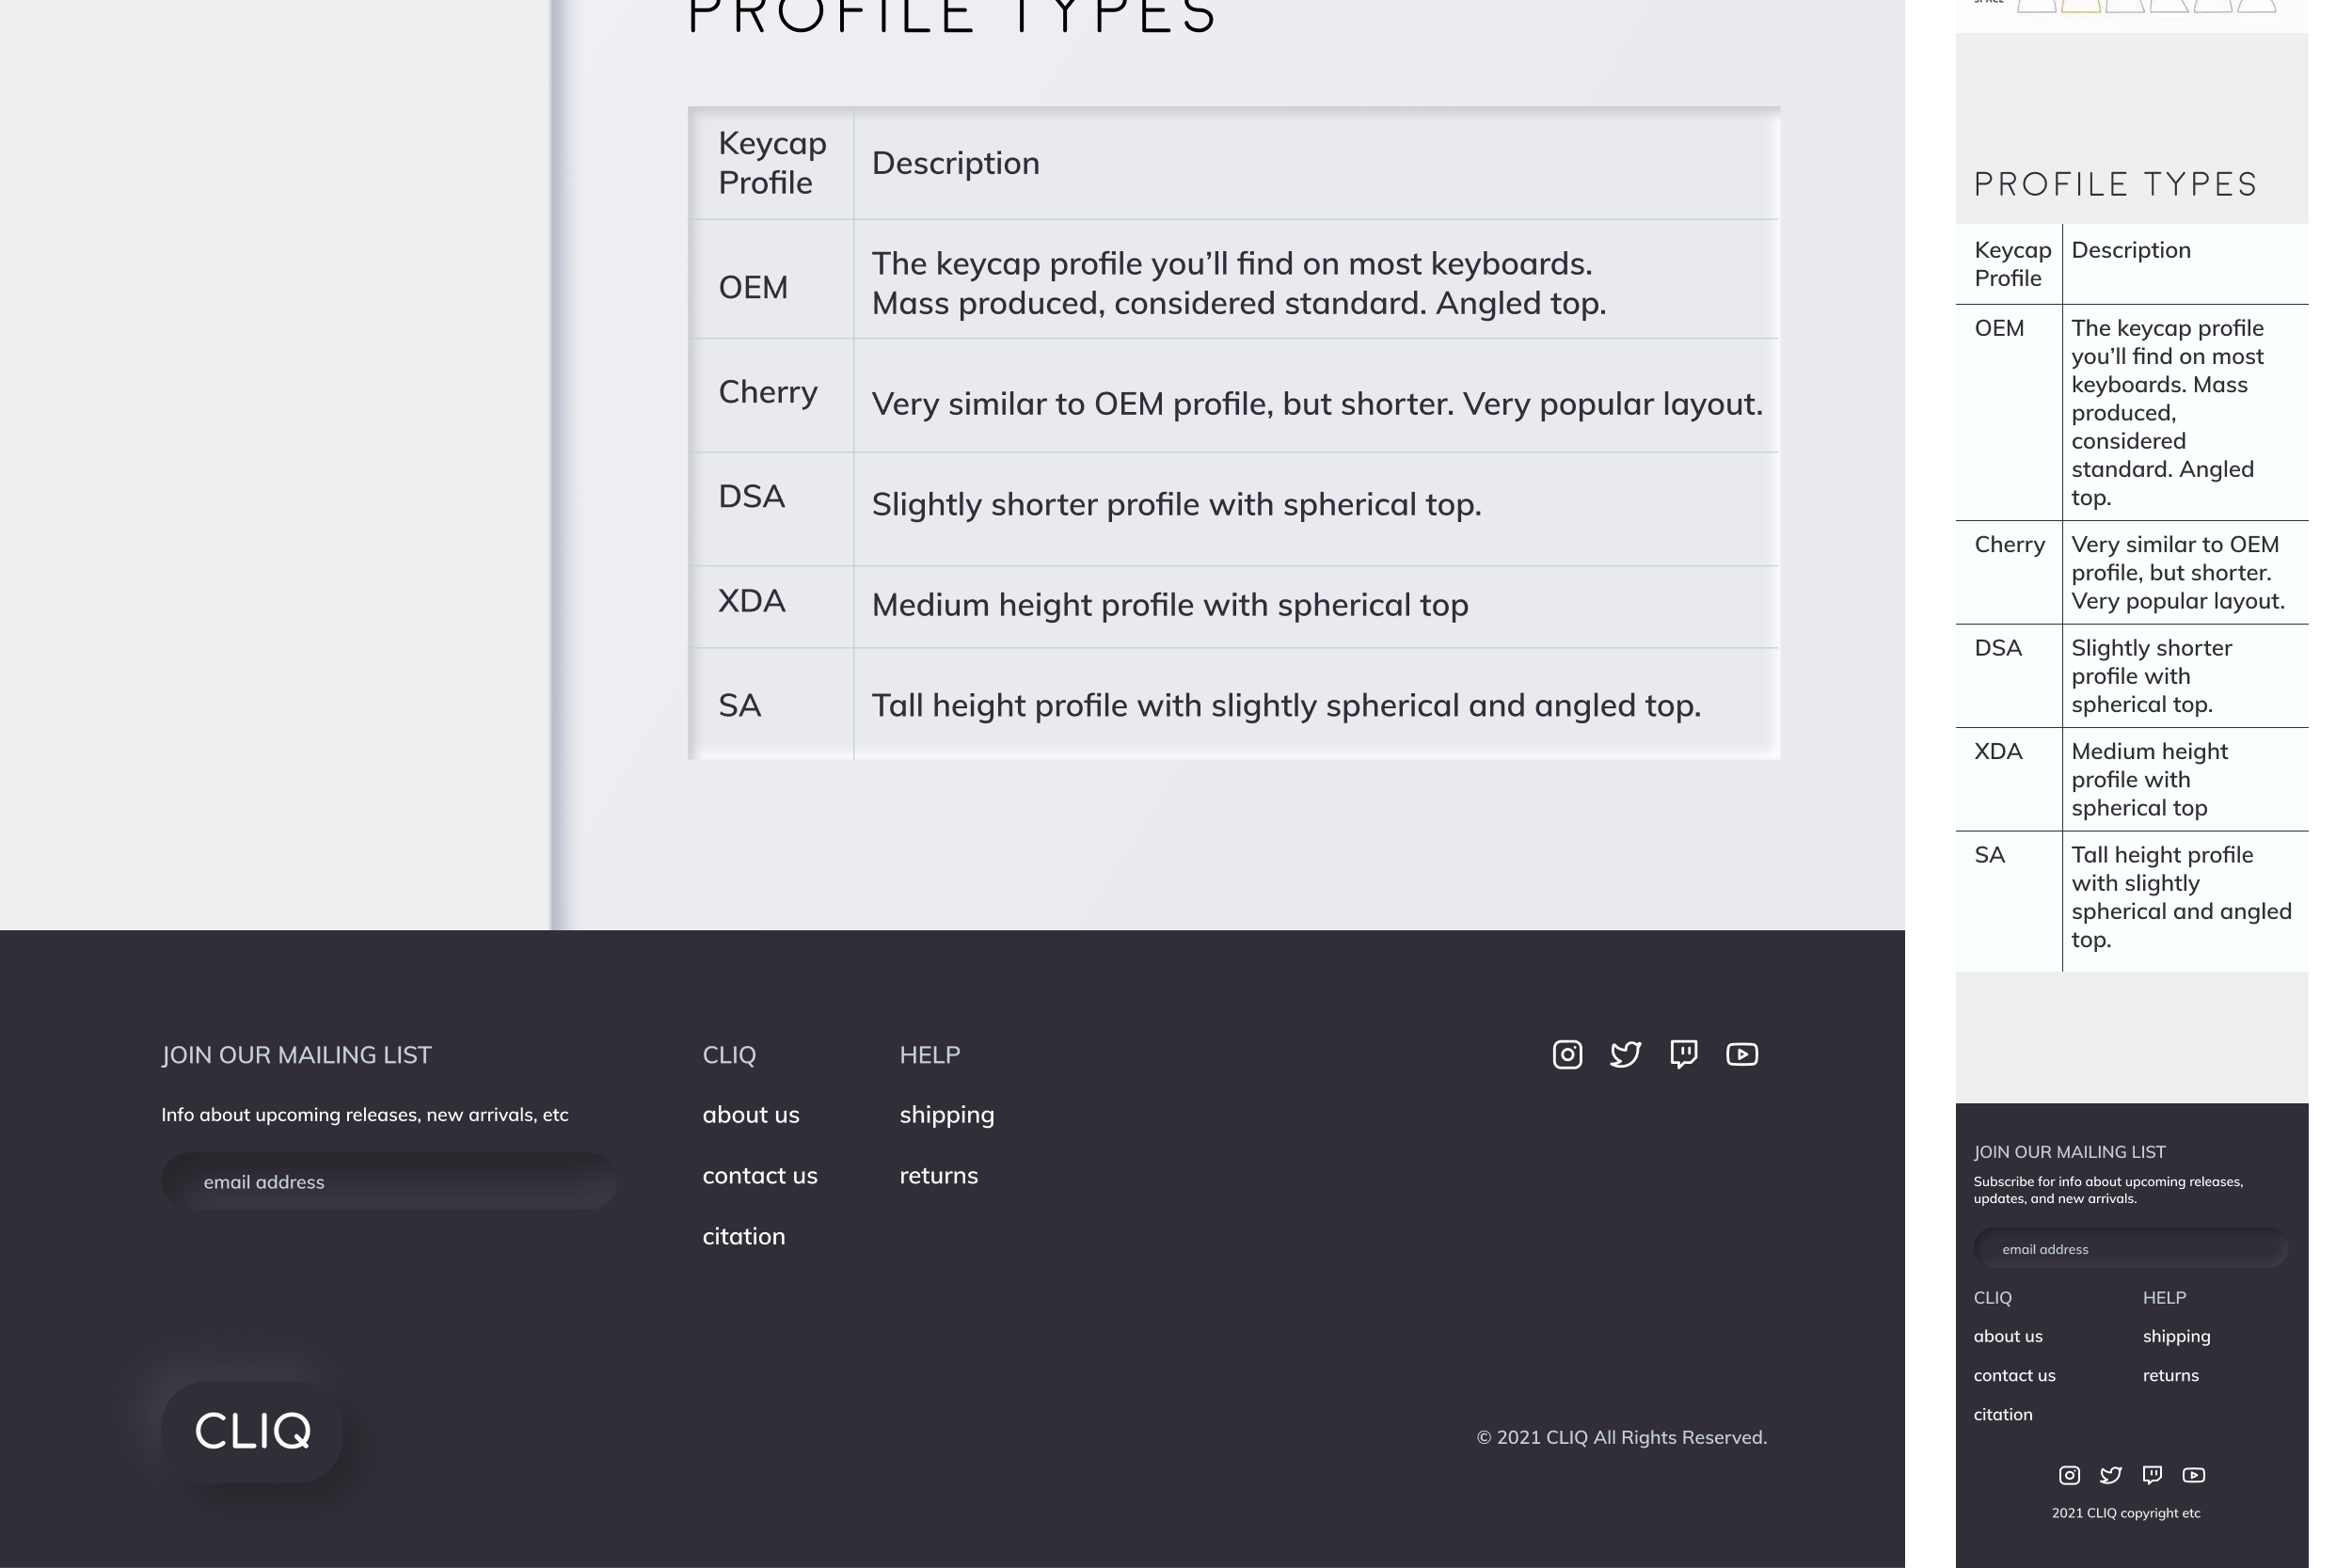 PROFILE TYPES
Keycap
Profile
Description
OEM
The keycap profile you’ll find on most keyboards.
Mass produced, considered standard. Angled top.
Cherry
Very similar to OEM profile, but shorter. Very popular layout.
DSA
Slightly shorter profile with spherical top.
XDA
Medium height profile with spherical top
SA
Tall height profile with slightly spherical and angled top.
JOIN OUR MAILING LIST
Info about upcoming releases, new arrivals, etc
email address
CLIQ
about us
contact us
citation
HELP
shipping
returns
CLIQ
© 2021 CLIQ All Rights Reserved.
SPACE
PROFILE TYPES
Keycap
Profile
Description
OEM
The keycap profile
you’ll find on most
keyboards. Mass
produced,
considered
standard. Angled
top.
Cherry
Very similar to OEM
profile, but shorter.
Very popular layout.
DSA
Slightly shorter
profile with
spherical top.
XDA
Medium height
profile with
spherical top
SA
Tall height profile
with slightly
spherical and angled
top.
JOIN OUR MAILING LIST
Subscribe for info about upcoming releases,
updates, and new arrivals.
email address
CLIQ
about us
contact us
citation
HELP
shipping
returns
2021 CLIQ copyright etc